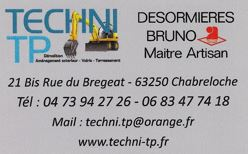 TECHNI
TP
Démolition
Aménagement extérieur - Voirie - Terrassement
DESORMIERES
BRUNO
Maitre Artisan
21 Bis Rue du Bregeat - 63250 Chabreloche
Tél : 04 73 94 27 26 - 06 83 47 74 18
Mail : techni.tp@orange.fr
www.techni-tp.fr